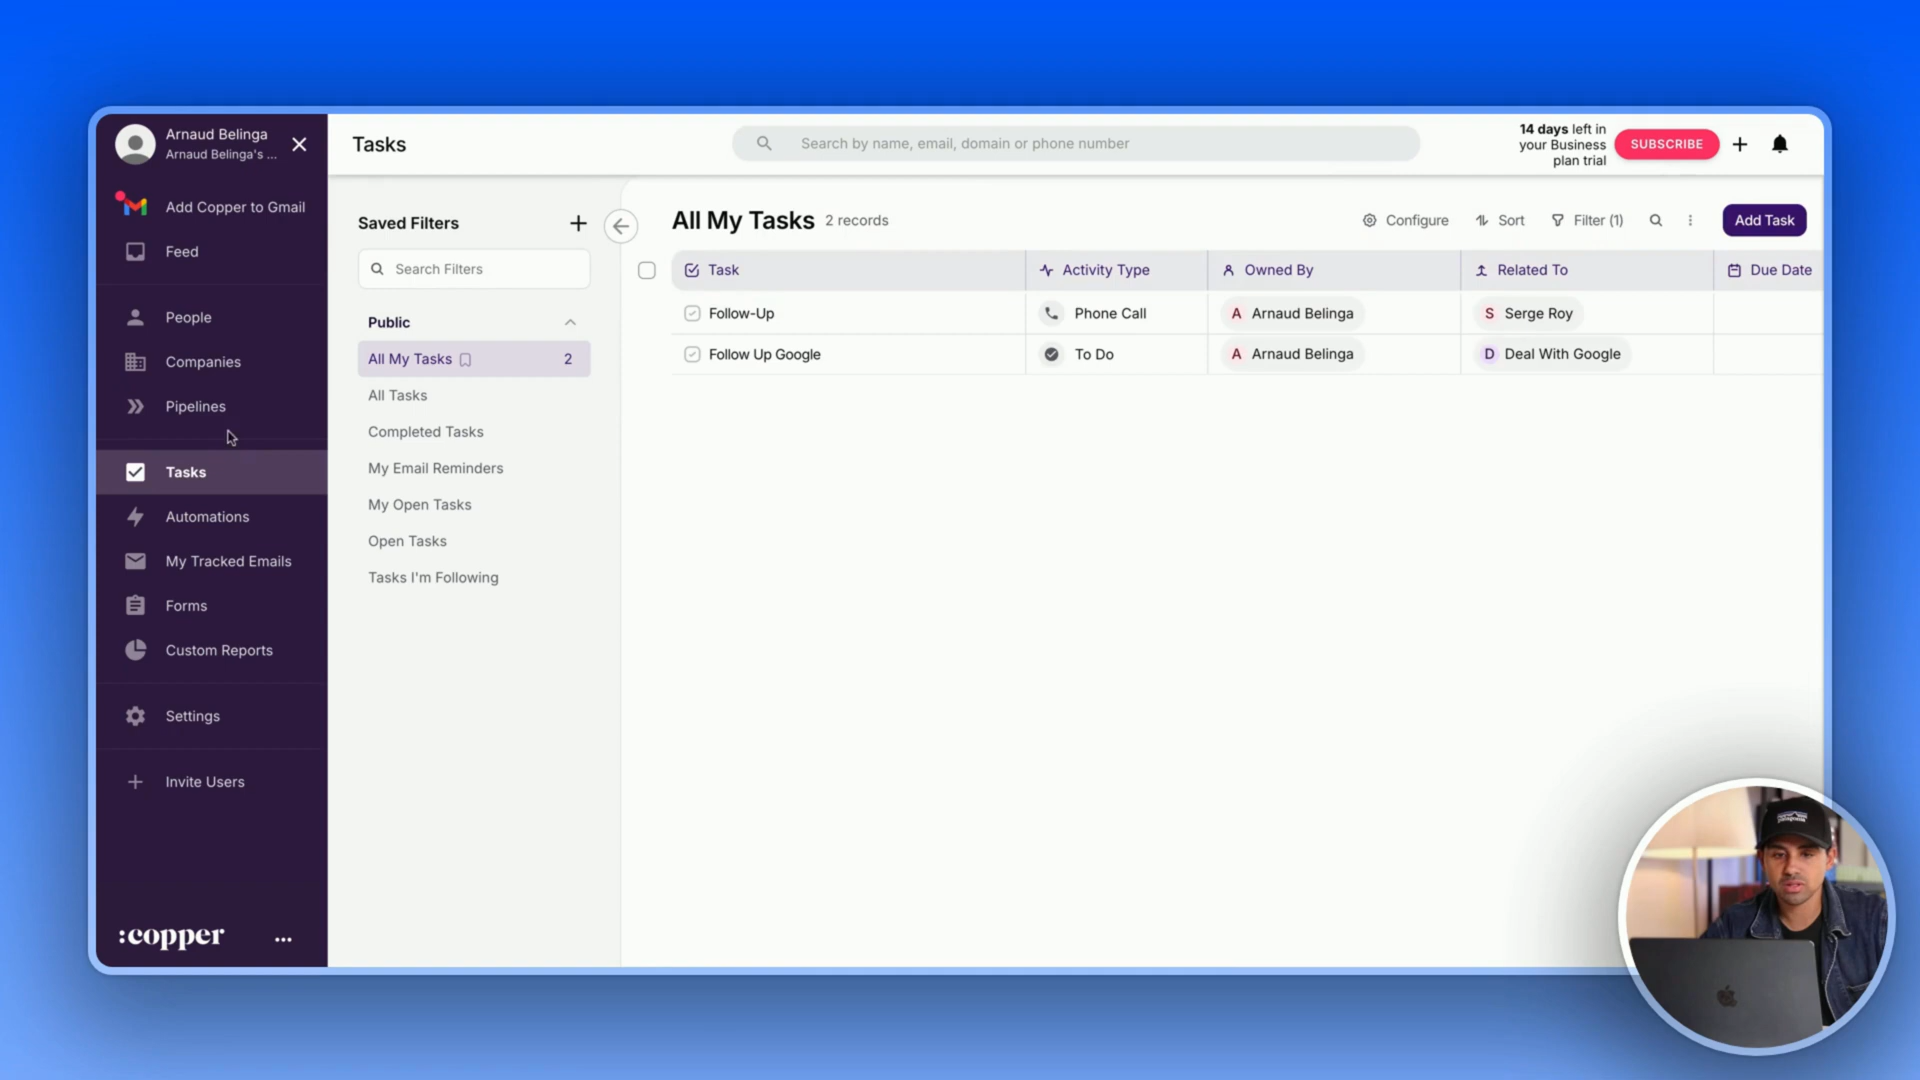 Arnaud Belinga
Arnaud Belinga's ...
Add Copper to Gmail
Feed
People
Companies
Pipelines
Tasks
Automations
My Tracked Emails
Forms
Custom Reports
Settings
Invite Users
:copper
Tasks
Search by name, email, domain or phone number
14 days left in
your Business
plan trial
SUBSCRIBE
Saved Filters
Search Filters
Public
All My Tasks 2
All Tasks
Completed Tasks
My Email Reminders
My Open Tasks
Open Tasks
Tasks I'm Following
All My Tasks 2 records
Configure Sort Filter (1) Add Task
Task Activity Type Owned By Related To Due Date
Follow-Up Phone Call A Arnaud Belinga S Serge Roy
Follow Up Google To Do A Arnaud Belinga D Deal With Google